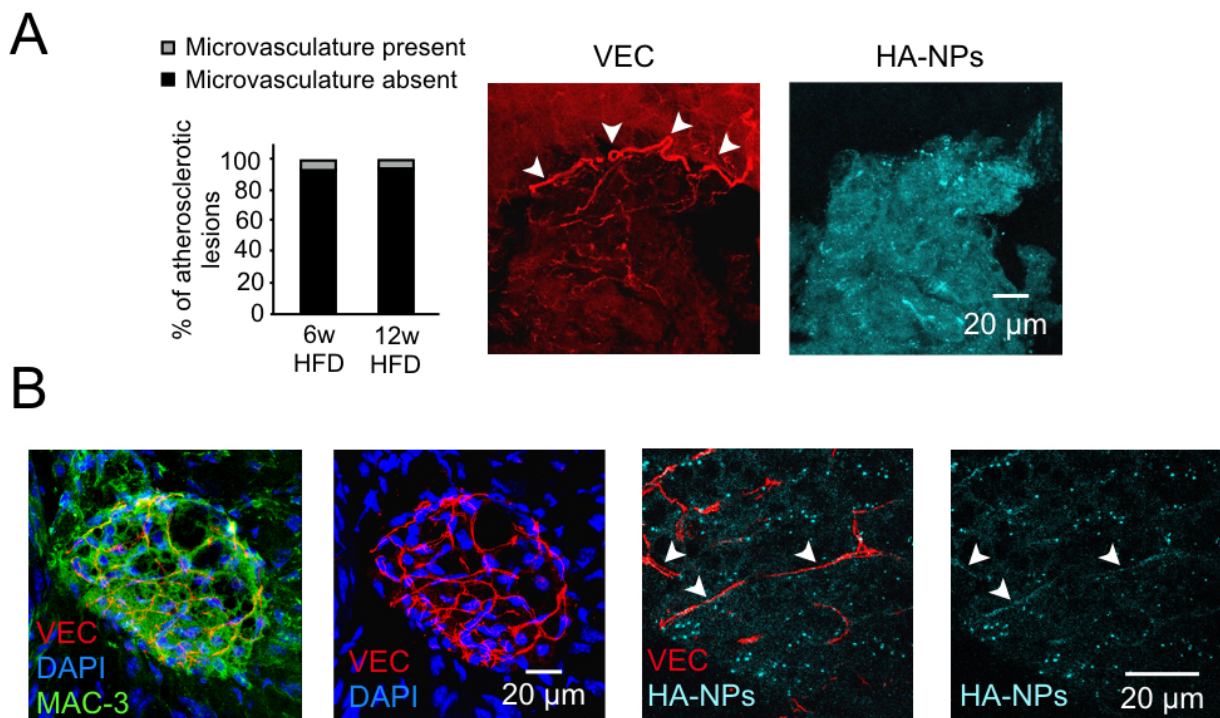 A
Microvasculature present
Microvasculature absent
% of atherosclerotic
lesions
100
80
60
40
20
0
6w
HFD
12w
HFD
VEC
HA-NPs
20 µm
B
VEC
DAPI
MAC-3
VEC
DAPI
20 µm
VEC
HA-NPs
HA-NPs
20 µm